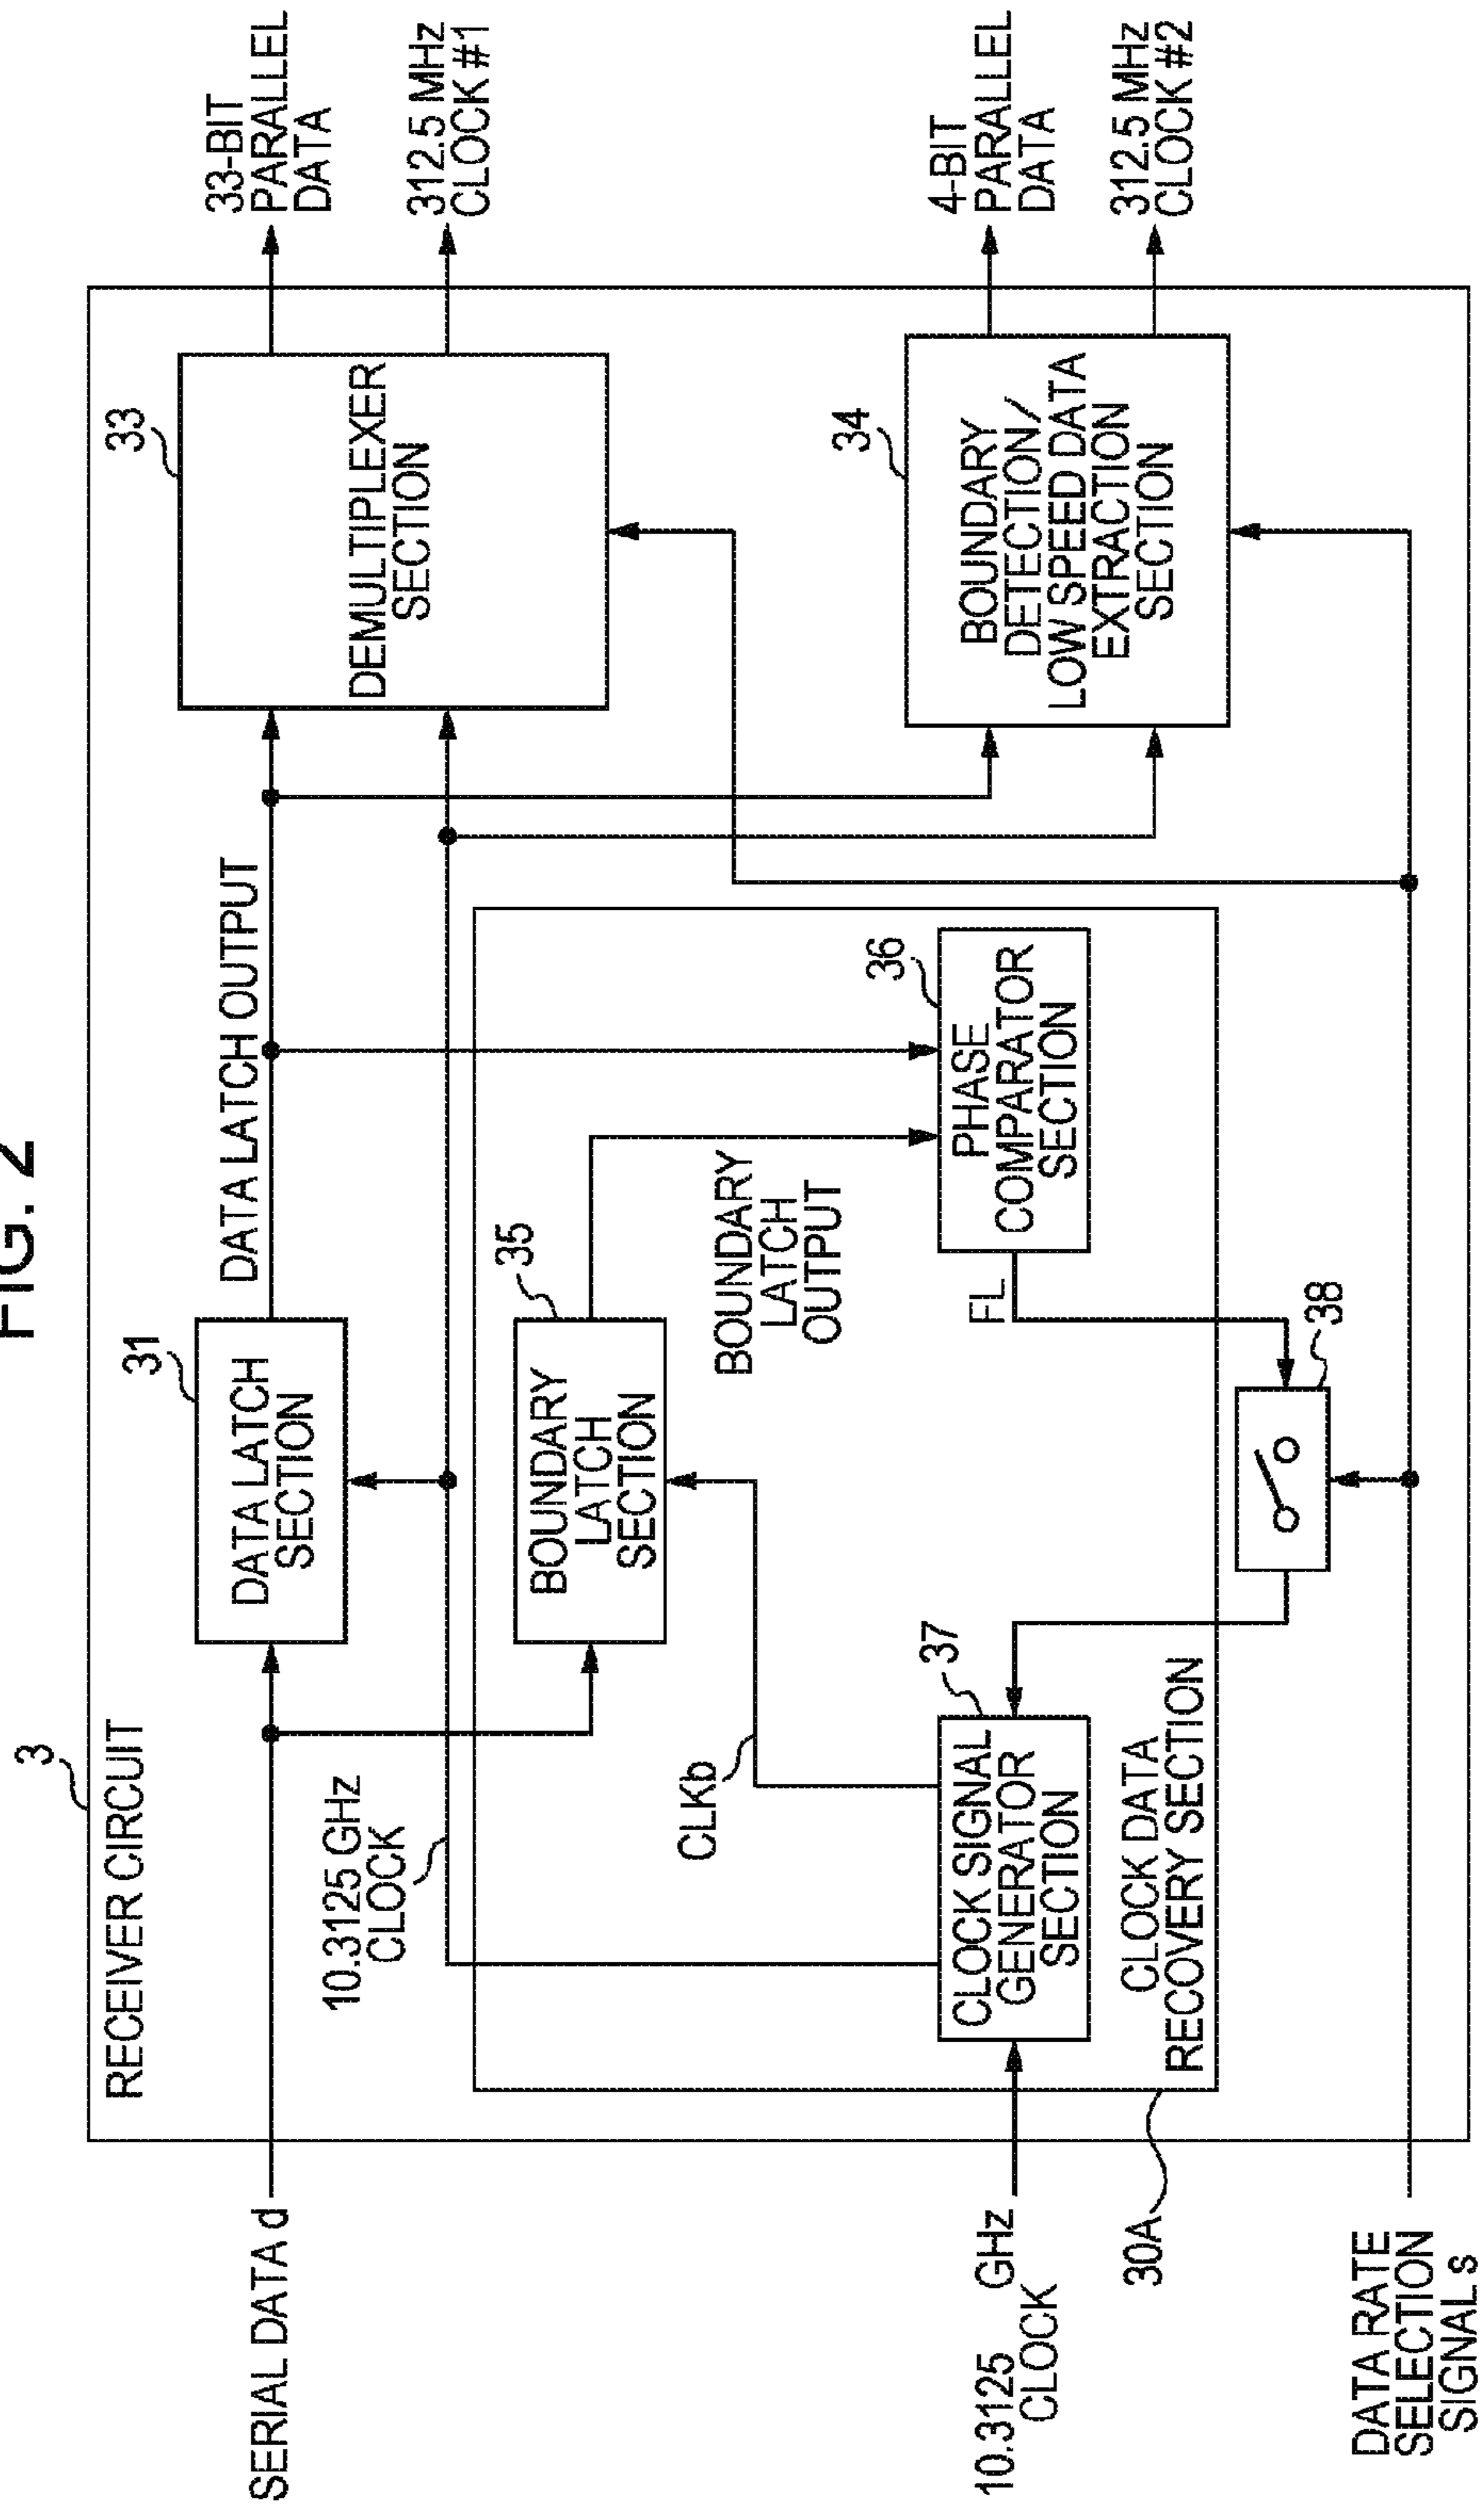 FIG. 2
3
RECEIVER CIRCUIT
SERIAL DATA d
31
DATA LATCH
SECTION
DATA LATCH OUTPUT
33
DEMULTIPLEXER
SECTION
33-BIT
PARALLEL
DATA
312.5 MHz
CLOCK #1
10.3125 GHz
CLOCK
35
BOUNDARY
LATCH
SECTION
BOUNDARY
LATCH
OUTPUT
CLKb
36
PHASE
COMPARATOR
SECTION
FL
34
BOUNDARY
DETECTION/
LOW SPEED DATA
EXTRACTION
SECTION
4-BIT
PARALLEL
DATA
312.5 MHz
CLOCK #2
37
CLOCK SIGNAL
GENERATOR
SECTION
CLOCK DATA
RECOVERY SECTION
38
10.3125 GHz
CLOCK
30A
DATA RATE
SELECTION
SIGNAL s